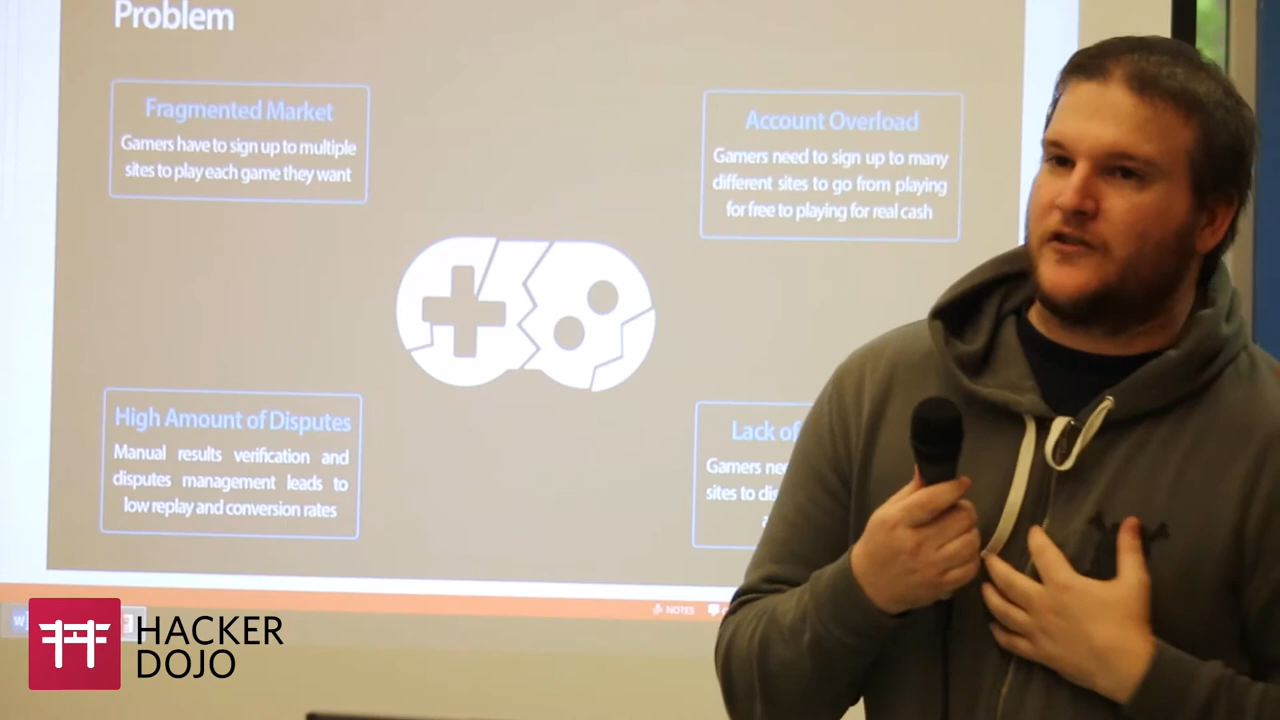 Problem
Fragmented Market
Gamers have to sign up to multiple
sites to play each game they want
Account Overload
Gamers need to sign up to many
different sites to go from playing
for free to playing for real cash
High Amount of Disputes
Manual results verification and
disputes management leads to
low replay and conversion rates
Lack of
Gamers
sites to
NOTES
HACKER
DOJO